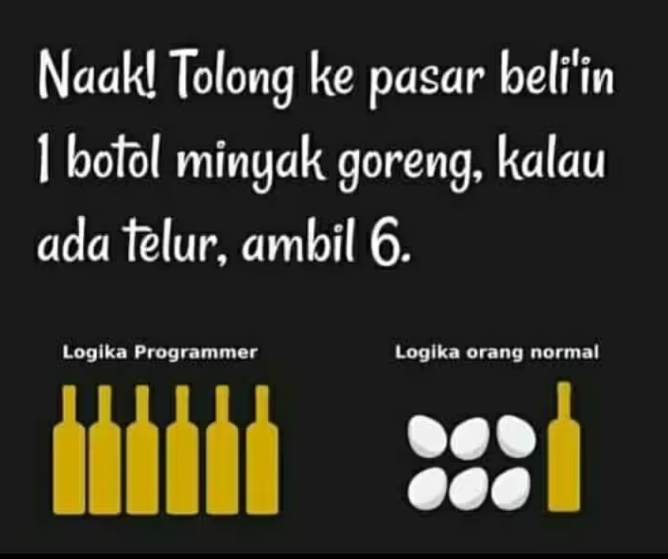 Naak! Tolong ke pasar beli'in
1 botol minyak goreng, kalau
ada telur, ambil 6.
Logika Programmer
Logika orang normal